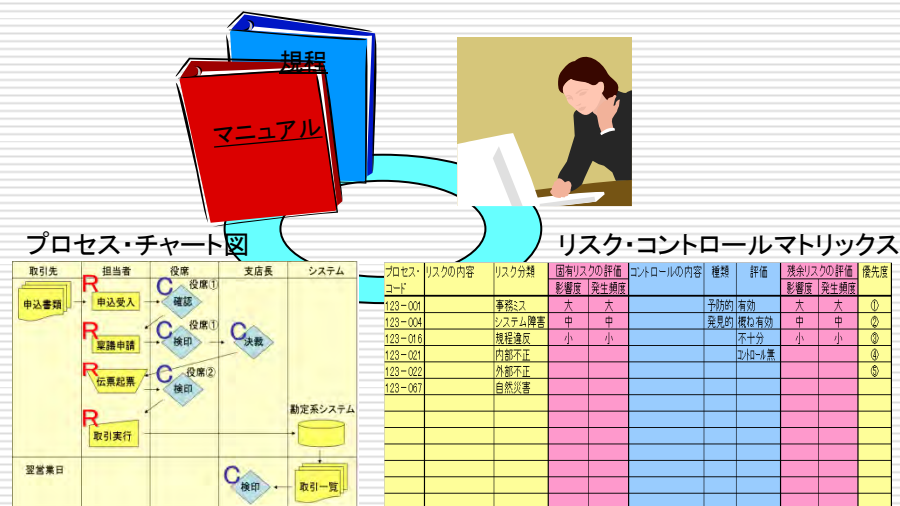 規程
マニュアル
プロセス・チャート図
リスク・コントロールマトリックス
取引先 担当者 役席 支店長 システム
申込書類 R 申込受入 C 役席① 確認
R 稟議申請 C 役席① 検印 C 決裁
R 伝票起票 C 役席② 検印
R 取引実行 勘定系システム
翌営業日 C 検印 取引一覧
プロセス・コード リスクの内容 リスク分類 固有リスクの評価 コントロールの内容 種類 評価 残余リスクの評価 優先度
影響度 発生頻度 影響度 発生頻度
123-001 事務ミス 大 大 予防的 有効 大 大 ①
123-004 システム障害 中 中 発見的 概ね有効 中 中 ②
123-016 規程違反 小 小 不十分 小 小 ③
123-021 内部不正 コントロール無 ④
123-022 外部不正 ⑤
123-067 自然災害